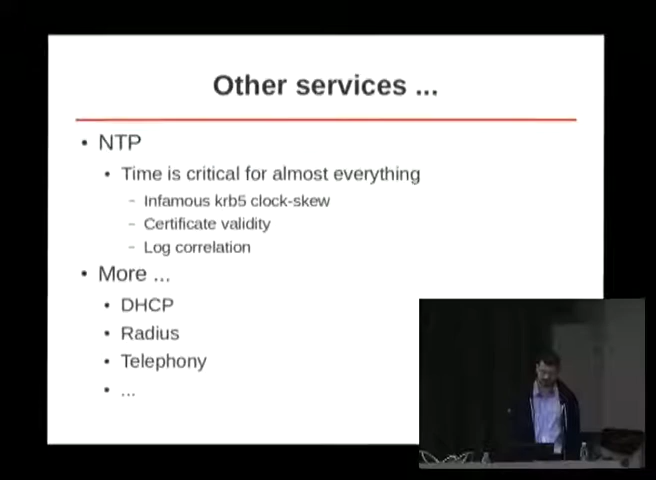 Other services ...
• NTP
• Time is critical for almost everything
– Infamous krb5 clock-skew
– Certificate validity
– Log correlation
• More ...
• DHCP
• Radius
• Telephony
• ...